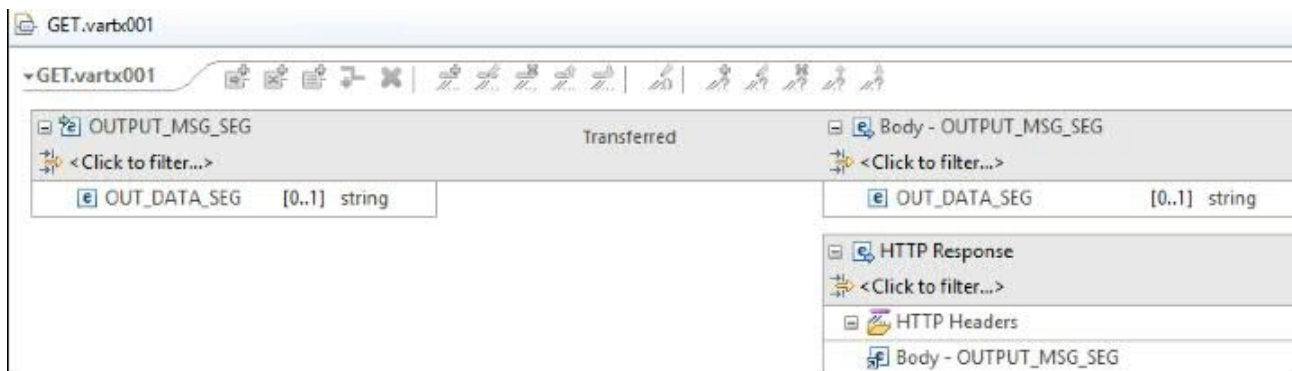 GET.vartx001
GET.vartx001
OUTPUT_MSG_SEG
Transferred
Body - OUTPUT_MSG_SEG
<Click to filter...>
<Click to filter...>
OUT_DATA_SEG [0..1] string
OUT_DATA_SEG [0..1] string
HTTP Response
<Click to filter...>
HTTP Headers
Body - OUTPUT_MSG_SEG